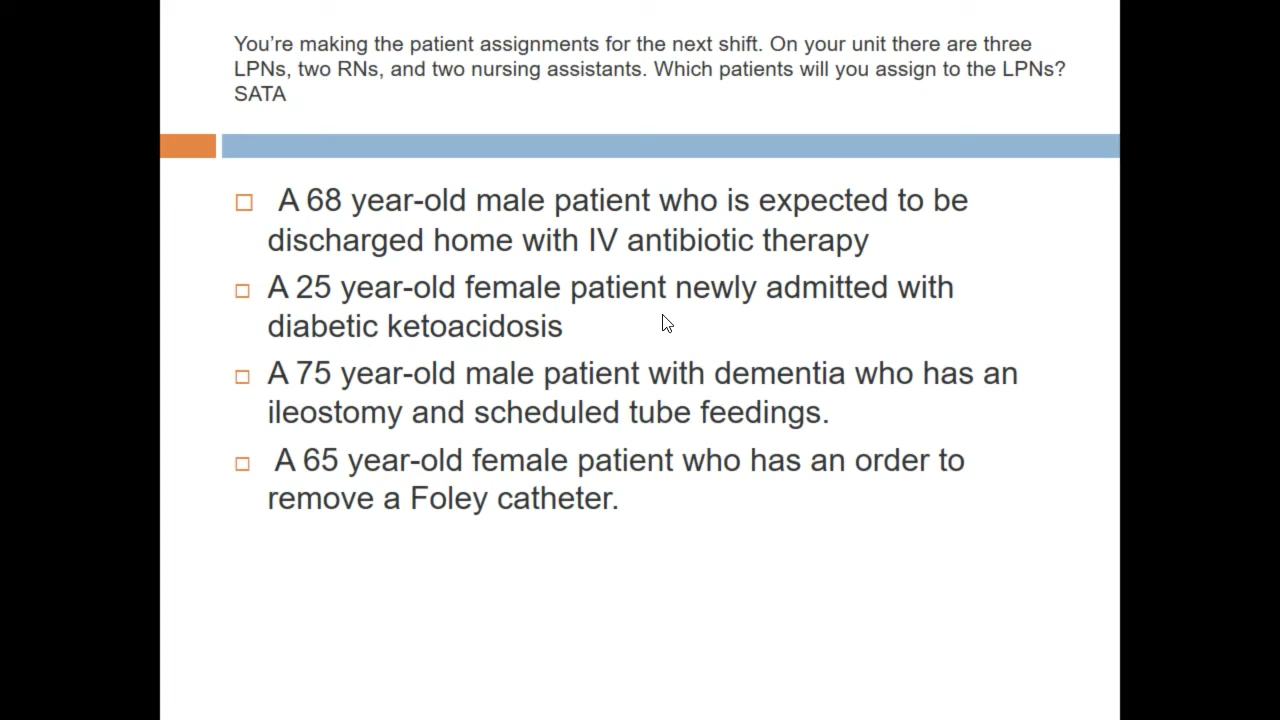 You’re making the patient assignments for the next shift. On your unit there are three
LPNs, two RNs, and two nursing assistants. Which patients will you assign to the LPNs?
SATA
A 68 year-old male patient who is expected to be
discharged home with IV antibiotic therapy
A 25 year-old female patient newly admitted with
diabetic ketoacidosis
A 75 year-old male patient with dementia who has an
ileostomy and scheduled tube feedings.
A 65 year-old female patient who has an order to
remove a Foley catheter.